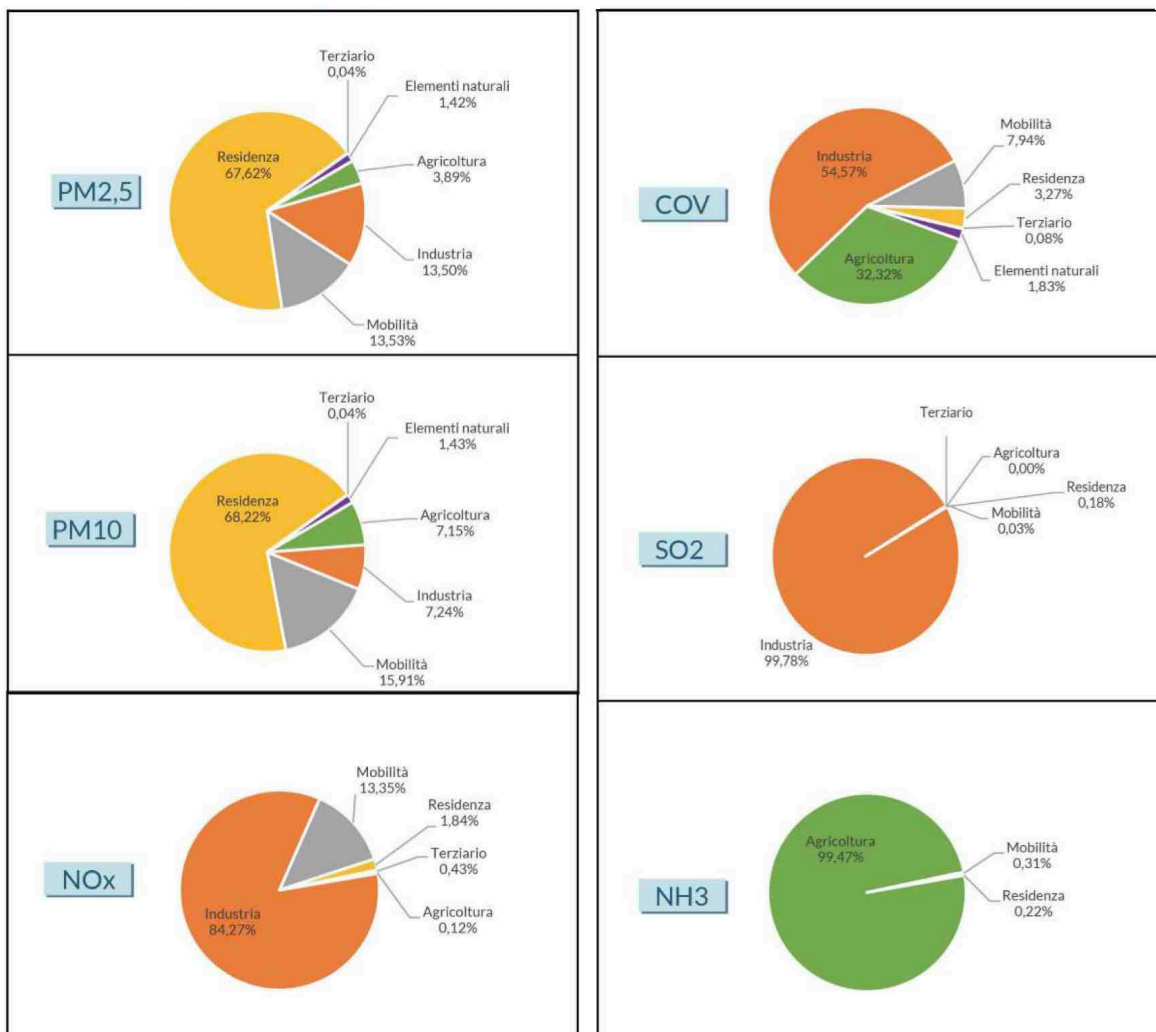 PM2,5
Terziario
0,04%
Elementi naturali
1,42%
Residenza
67,62%
Agricoltura
3,89%
Industria
13,50%
Mobilità
13,53%
PM10
Terziario
0,04%
Elementi naturali
1,43%
Residenza
68,22%
Agricoltura
7,15%
Industria
7,24%
Mobilità
15,91%
NOx
Mobilità
13,35%
Residenza
1,84%
Terziario
0,43%
Agricoltura
0,12%
Industria
84,27%
COV
Mobilità
7,94%
Industria
54,57%
Residenza
3,27%
Terziario
0,08%
Agricoltura
32,32%
Elementi naturali
1,83%
SO2
Terziario
Agricoltura
0,00%
Residenza
0,18%
Mobilità
0,03%
Industria
99,78%
NH3
Agricoltura
99,47%
Mobilità
0,31%
Residenza
0,22%